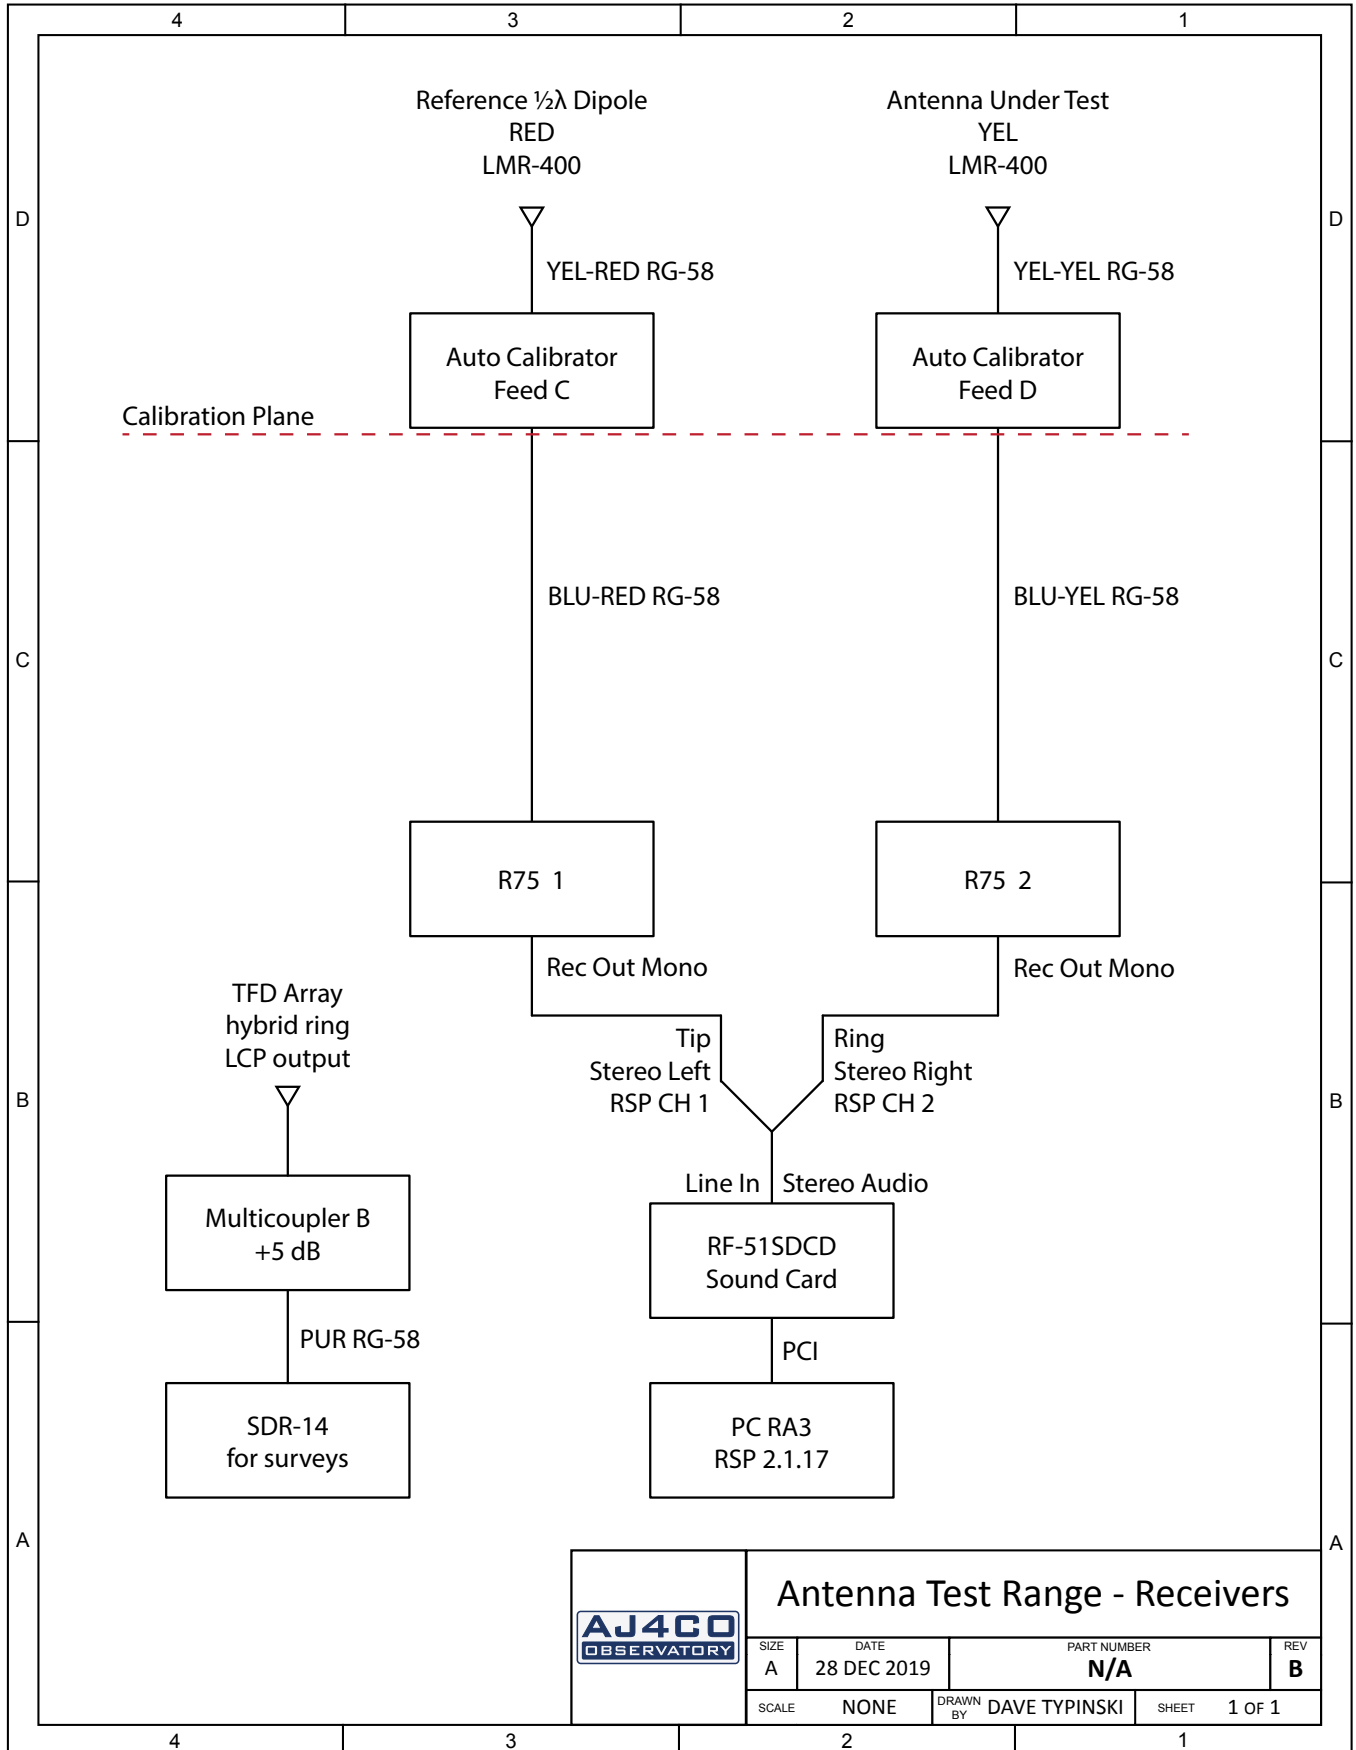 4 3 2 1
Reference ½λ Dipole
RED
LMR-400
Antenna Under Test
YEL
LMR-400
D
D
YEL-RED RG-58
YEL-YEL RG-58
Auto Calibrator
Feed C
Auto Calibrator
Feed D
Calibration Plane
BLU-RED RG-58
BLU-YEL RG-58
C
C
R75 1
R75 2
Rec Out Mono
Rec Out Mono
TFD Array
hybrid ring
LCP output
Tip
Stereo Left
RSP CH 1
Ring
Stereo Right
RSP CH 2
B
B
Line In
Stereo Audio
Multicoupler B
+5 dB
RF-51SDCD
Sound Card
PUR RG-58
PCI
SDR-14
for surveys
PC RA3
RSP 2.1.17
A
A
AJ4CO
OBSERVATORY
Antenna Test Range - Receivers
SIZE
A
DATE
28 DEC 2019
PART NUMBER
N/A
REV
B
SCALE NONE
DRAWN
BY
DAVE TYPINSKI
SHEET 1 OF 1
4 3 2 1